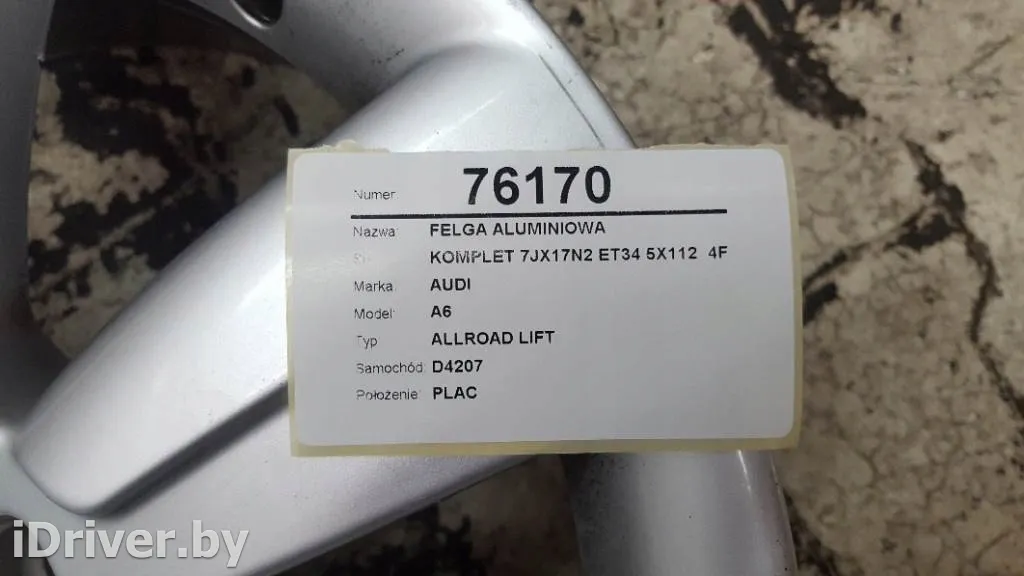 Numer 76170
Nazwa: FELGA ALUMINIOWA
KOMPLET 7JX17N2 ET34 5X112 4F
Marka: AUDI
Model: A6
Typ ALLROAD LIFT
Samochód: D4207
Położenie: PLAC
iDriver.by